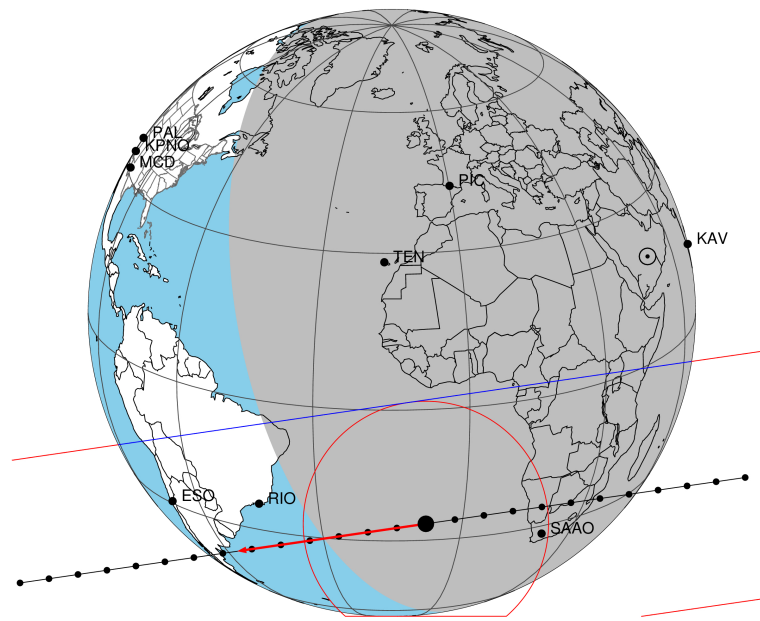 PAL
KPNO
MCD
PIC
KAV
TEN
ESO
RIO
SAAO